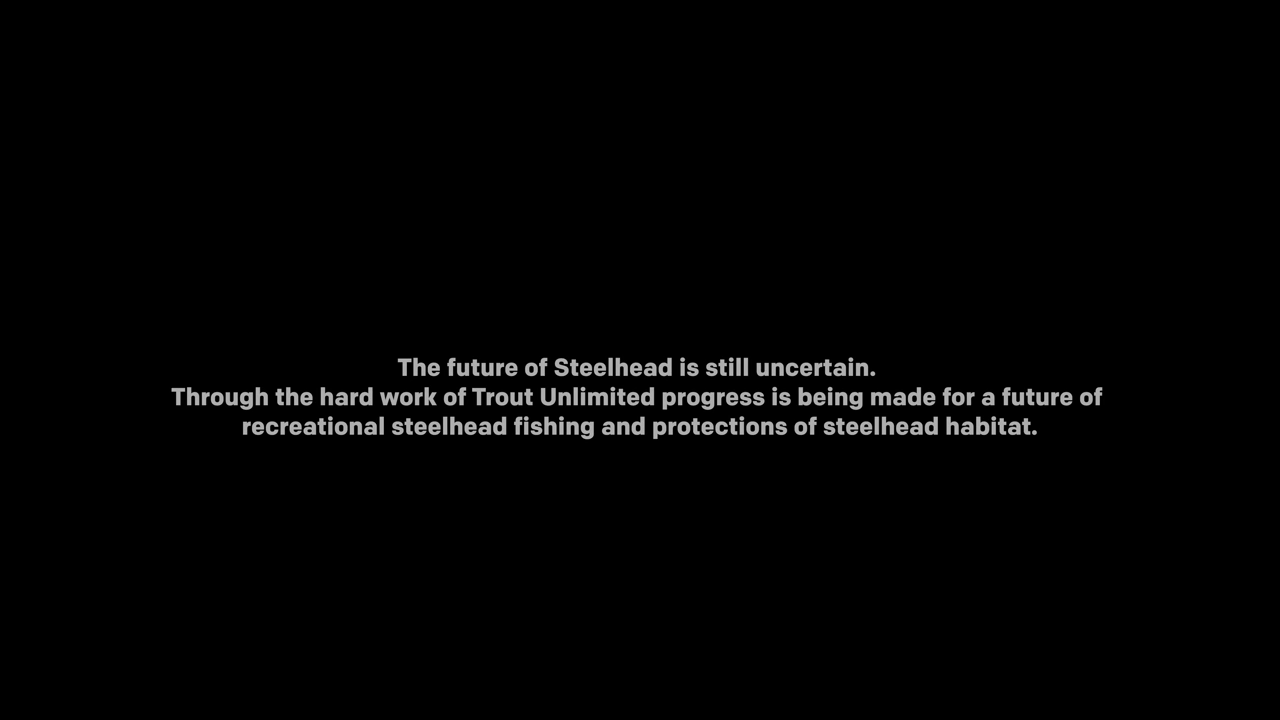 The future of Steelhead is still uncertain.
Through the hard work of Trout Unlimited progress is being made for a future of
recreational steelhead fishing and protections of steelhead habitat.